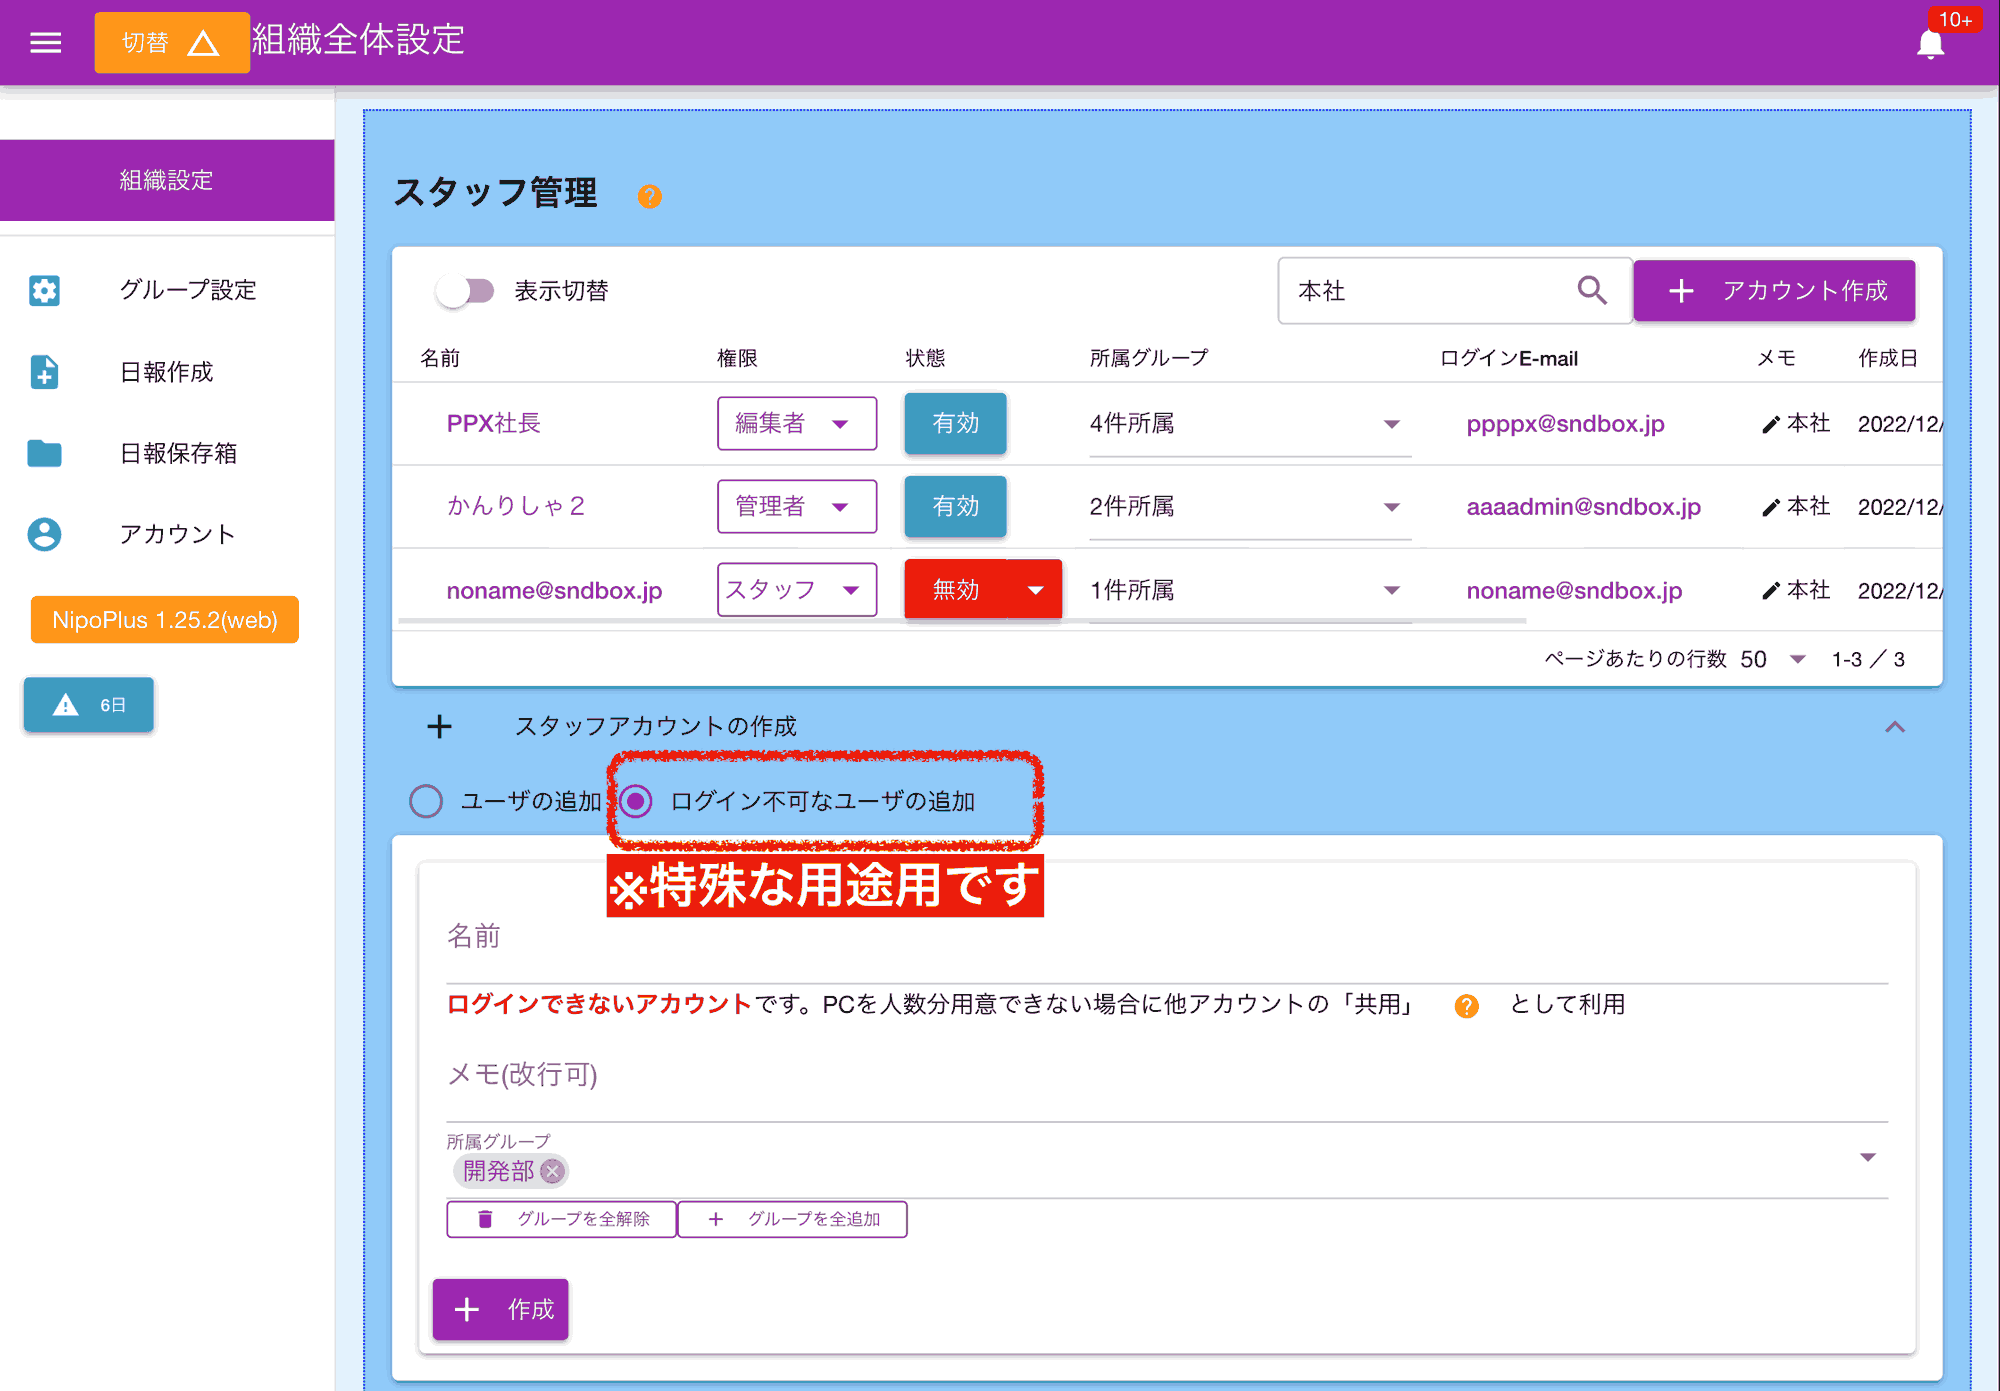 切替 組織全体設定 10+
組織設定
グループ設定
日報作成
日報保存箱
アカウント
NipoPlus 1.25.2(web)
6日
スタッフ管理 ?
表示切替 本社 アカウント作成
名前 権限 状態 所属グループ ログインE-mail メモ 作成日
PPX社長 編集者 有効 4件所属 ppppx@sndbox.jp 本社 2022/12/
かんりしゃ２ 管理者 有効 2件所属 aaaadmin@sndbox.jp 本社 2022/12/
noname@sndbox.jp スタッフ 無効 1件所属 noname@sndbox.jp 本社 2022/12/
ページあたりの行数 50 1-3 ／ 3
スタッフアカウントの作成
ユーザの追加 ログイン不可なユーザの追加
※特殊な用途用です
名前
ログインできないアカウントです。PCを人数分用意できない場合に他アカウントの「共用」 ? として利用
メモ(改行可)
所属グループ
開発部
グループを全解除 グループを全追加
作成